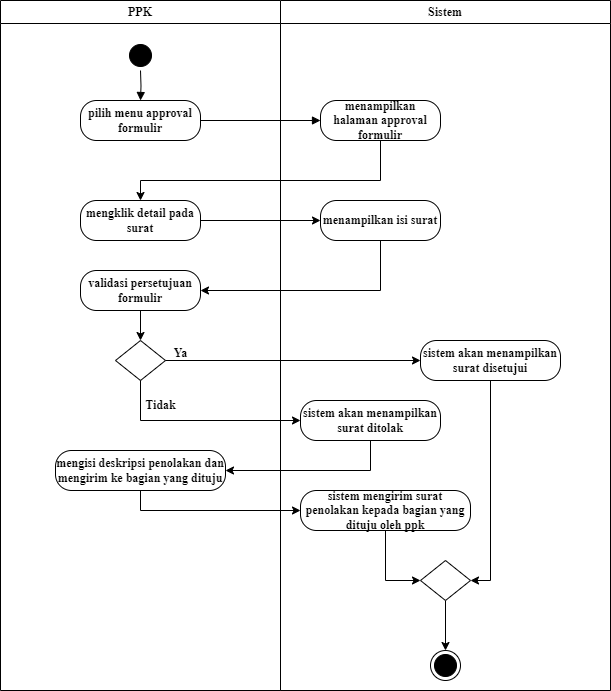 PPK
Sistem
pilih menu approval
formulir
menampilkan
halaman approval
formulir
mengklik detail pada
surat
menampilkan isi surat
validasi persetujuan
formulir
Ya
sistem akan menampilkan
surat disetujui
Tidak
sistem akan menampilkan
surat ditolak
mengisi deskripsi penolakan dan
mengirim ke bagian yang dituju
sistem mengirim surat
penolakan kepada bagian yang
dituju oleh ppk